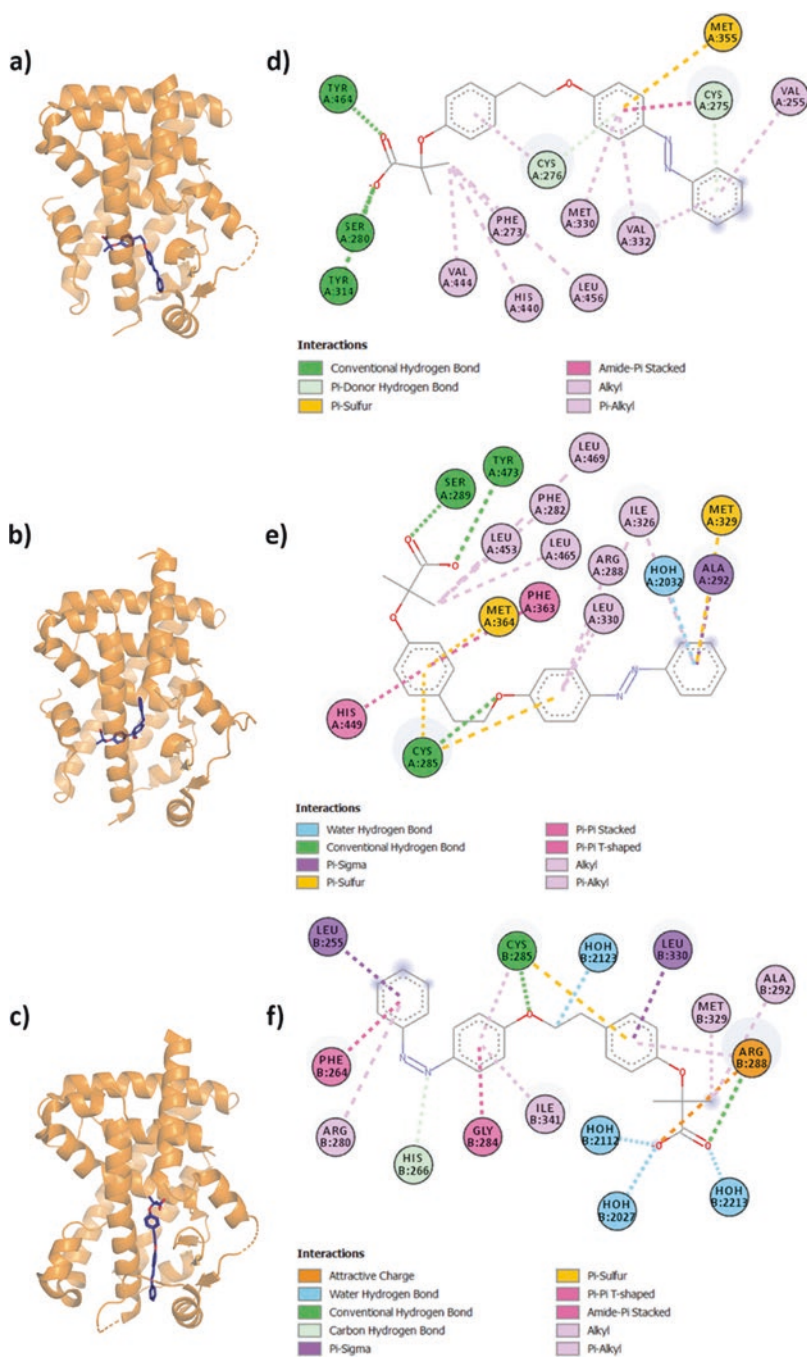 a)
d)
MET
A:355
TYR
A:464
CYS
A:275
VAL
A:255
O
O
O
O
N
N
CYS
A:276
SER
A:280
PHE
A:273
MET
A:330
VAL
A:332
TYR
A:314
VAL
A:444
HIS
A:440
LEU
A:456
Interactions
Conventional Hydrogen Bond
Pi-Donor Hydrogen Bond
Pi-Sulfur
Amide-Pi Stacked
Alkyl
Pi-Alkyl
b)
e)
SER
A:289
TYR
A:473
LEU
A:469
PHE
A:282
ILE
A:326
MET
A:329
LEU
A:453
LEU
A:465
ARG
A:288
HOH
A:2032
ALA
A:292
O
O
O
O
N
N
MET
A:364
PHE
A:363
LEU
A:330
HIS
A:449
CYS
A:285
Interactions
Water Hydrogen Bond
Conventional Hydrogen Bond
Pi-Sigma
Pi-Sulfur
Pi-Pi Stacked
Pi-Pi T-shaped
Alkyl
Pi-Alkyl
c)
f)
LEU
B:255
CYS
B:285
HOH
B:2123
LEU
B:330
ALA
B:292
MET
B:329
ARG
B:288
O
N
N
O
O
O
PHE
B:264
ARG
B:280
HIS
B:266
GLY
B:284
ILE
B:341
HOH
B:2112
HOH
B:2027
HOH
B:2213
Interactions
Attractive Charge
Water Hydrogen Bond
Conventional Hydrogen Bond
Carbon Hydrogen Bond
Pi-Sigma
Pi-Sulfur
Pi-Pi T-shaped
Amide-Pi Stacked
Alkyl
Pi-Alkyl